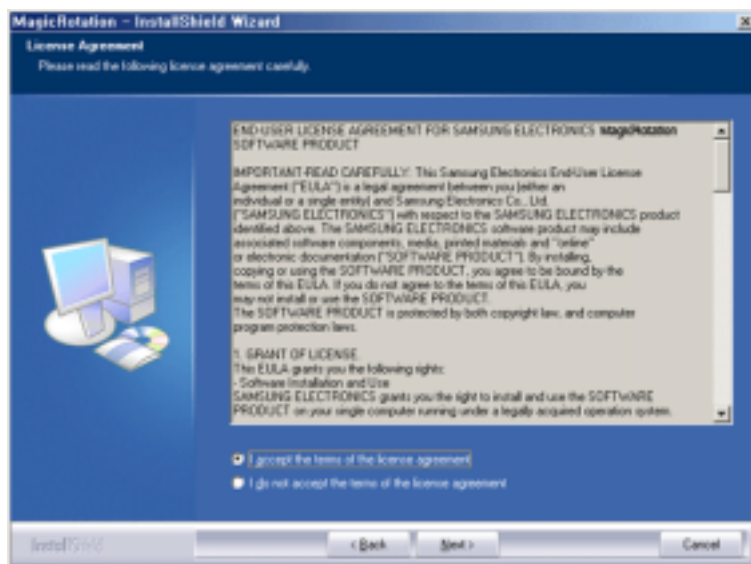 MagicRotation - InstallShield Wizard
License Agreement
Please read the following license agreement carefully.
END-USER LICENSE AGREEMENT FOR SAMSUNG ELECTRONICS MagicRotation
SOFTWARE PRODUCT
IMPORTANT-READ CAREFULLY: This Samsung Electronics End-User License
Agreement ("EULA") is a legal agreement between you (either an
individual or a single entity) and Samsung Electronics Co., Ltd.
("SAMSUNG ELECTRONICS") with respect to the SAMSUNG ELECTRONICS product
identified above. The SAMSUNG ELECTRONICS software product may include
associated software components, media, printed materials and "online"
or electronic documentation ("SOFTWARE PRODUCT"). By installing,
copying or using the SOFTWARE PRODUCT, you agree to be bound by the
terms of this EULA. If you do not agree to the terms of this EULA, you
may not install or use the SOFTWARE PRODUCT.
The SOFTWARE PRODUCT is protected by both copyright law, and computer
program protection laws.
1. GRANT OF LICENSE.
This EULA grants you the following rights:
- Software Installation and Use
SAMSUNG ELECTRONICS grants you the right to install and use the SOFTWARE
PRODUCT on your single computer running under a legally acquired operation system.
I accept the terms of the license agreement
I do not accept the terms of the license agreement
InstallShield
< Back
Next >
Cancel